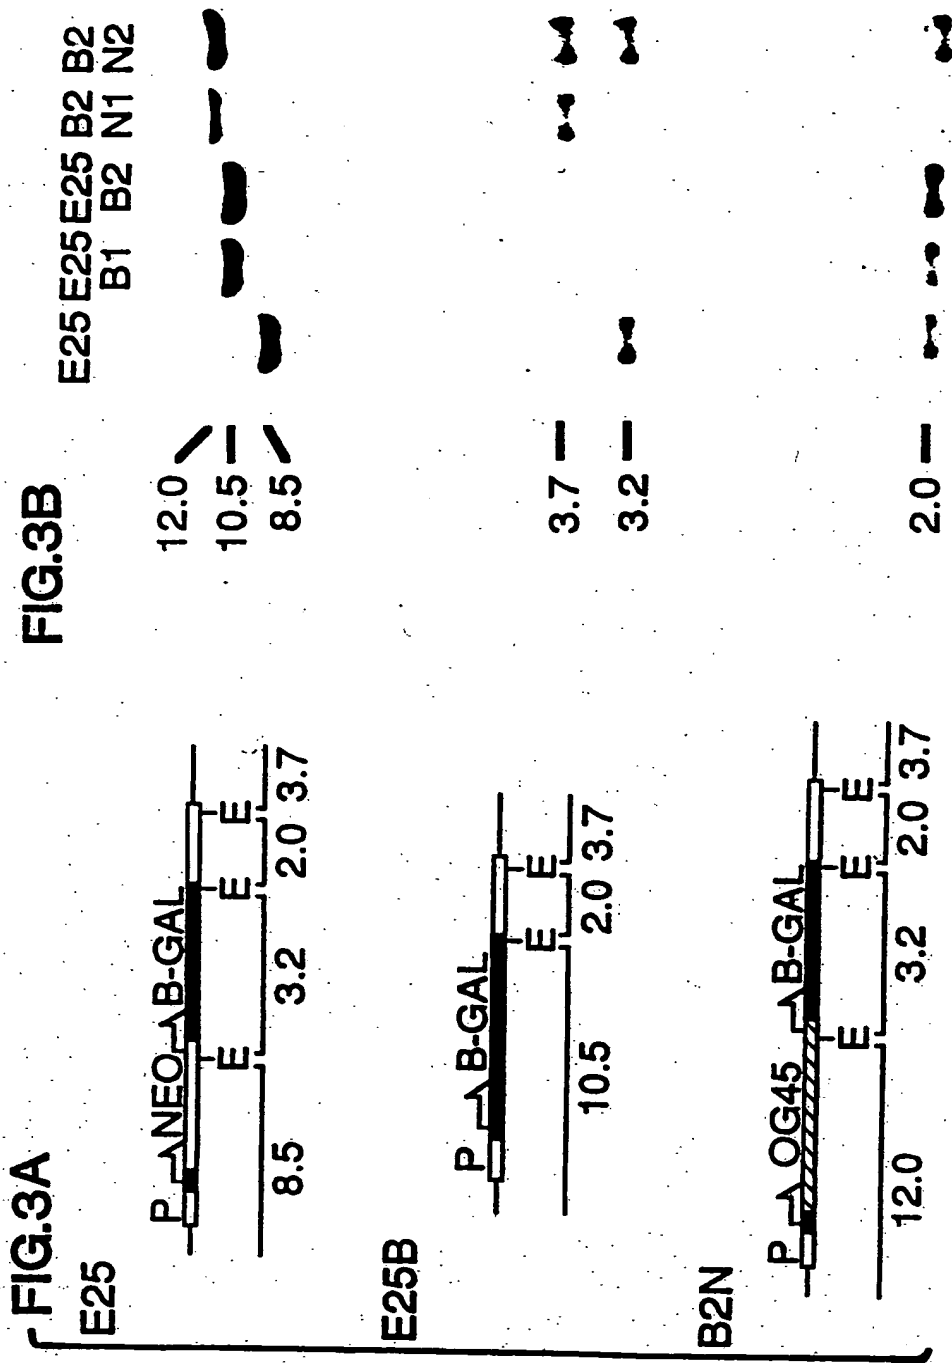 FIG.3A
E25
P NEO B-GAL
E E E
8.5 3.2 2.0 3.7
E25B
P B-GAL
E E
10.5 2.0 3.7
B2N
P OG45 B-GAL
E E E
12.0 3.2 2.0 3.7
FIG.3B
E25 E25 E25 B2 B2
B1 B2 N1 N2
12.0
10.5
8.5
3.7
3.2
2.0